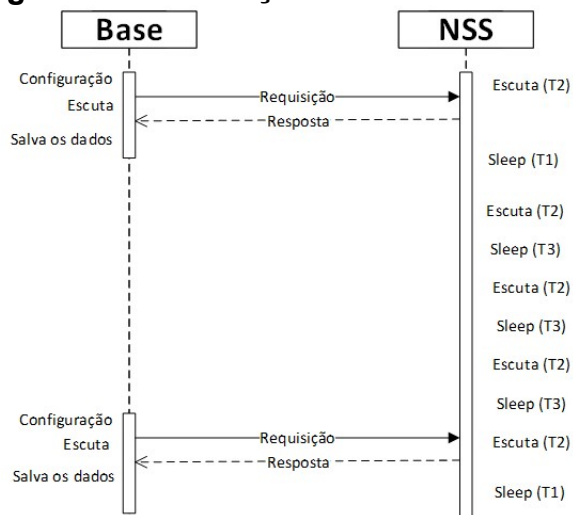 Base
NSS
Configuração
Escuta
Salva os dados
Requisição
Resposta
Escuta (T2)
Sleep (T1)
Escuta (T2)
Sleep (T3)
Escuta (T2)
Sleep (T3)
Escuta (T2)
Sleep (T3)
Configuração
Escuta
Salva os dados
Requisição
Resposta
Escuta (T2)
Sleep (T1)